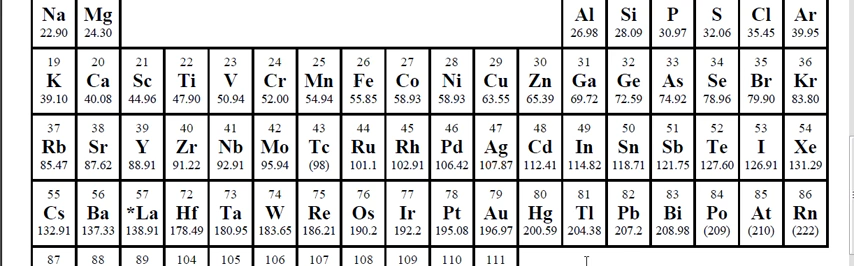 Na Mg Al Si P S Cl Ar
22.90 24.30 26.98 28.09 30.97 32.06 35.45 39.95
19 20 21 22 23 24 25 26 27 28 29 30 31 32 33 34 35 36
K Ca Sc Ti V Cr Mn Fe Co Ni Cu Zn Ga Ge As Se Br Kr
39.10 40.08 44.96 47.90 50.94 52.00 54.94 55.85 58.93 58.93 63.55 65.39 69.72 72.59 74.92 78.96 79.90 83.80
37 38 39 40 41 42 43 44 45 46 47 48 49 50 51 52 53 54
Rb Sr Y Zr Nb Mo Tc Ru Rh Pd Ag Cd In Sn Sb Te I Xe
85.47 87.62 88.91 91.22 92.91 95.94 (98) 101.1 102.91 106.42 107.87 112.41 114.82 118.71 121.75 127.60 126.91 131.29
55 56 57 72 73 74 75 76 77 78 79 80 81 82 83 84 85 86
Cs Ba *La Hf Ta W Re Os Ir Pt Au Hg Tl Pb Bi Po At Rn
132.91 137.33 138.91 178.49 180.95 183.65 186.21 190.2 192.2 195.08 196.97 200.59 204.38 207.2 208.98 (209) (210) (222)
87 88 89 104 105 106 107 108 109 110 111